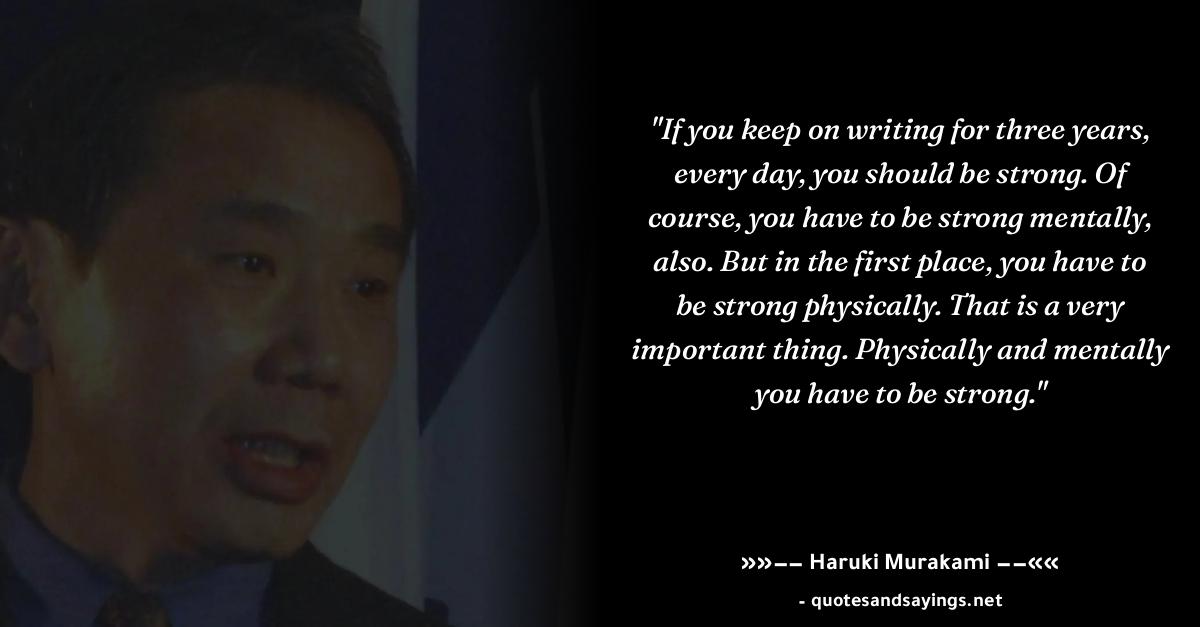 "If you keep on writing for three years,
every day, you should be strong. Of
course, you have to be strong mentally,
also. But in the first place, you have to
be strong physically. That is a very
important thing. Physically and mentally
you have to be strong."
»»−− Haruki Murakami −−««
- quotesandsayings.net